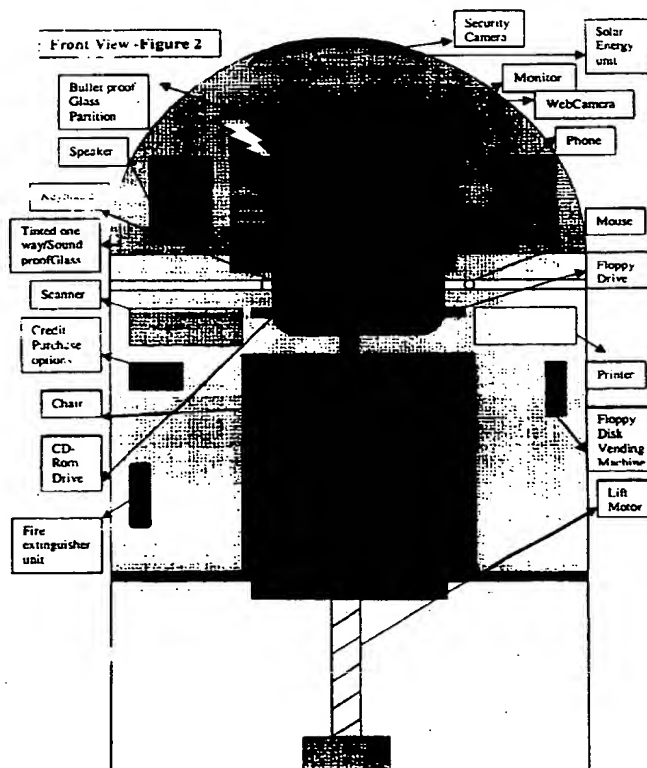 Front View -Figure 2
Security
Camera
Solar
Energy
unit
Bullet proof
Glass
Partition
Monitor
WebCamera
Speaker
Phone
Tinted one
way/Sound
proofGlass
Mouse
Floppy
Drive
Scanner
Credit
Purchase
options
Printer
Chair
Floppy
Disk
Vending
Machine
CD-
Rom
Drive
Lift
Motor
Fire
extinguisher
unit